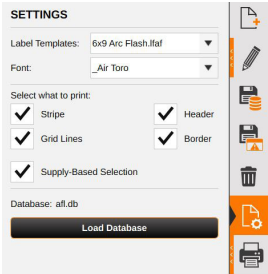 SETTINGS
Label Templates: 6x9 Arc Flash.lfaf
Font: _Air Toro
Select what to print:
Stripe Header
Grid Lines Border
Supply-Based Selection
Database: afl.db
Load Database